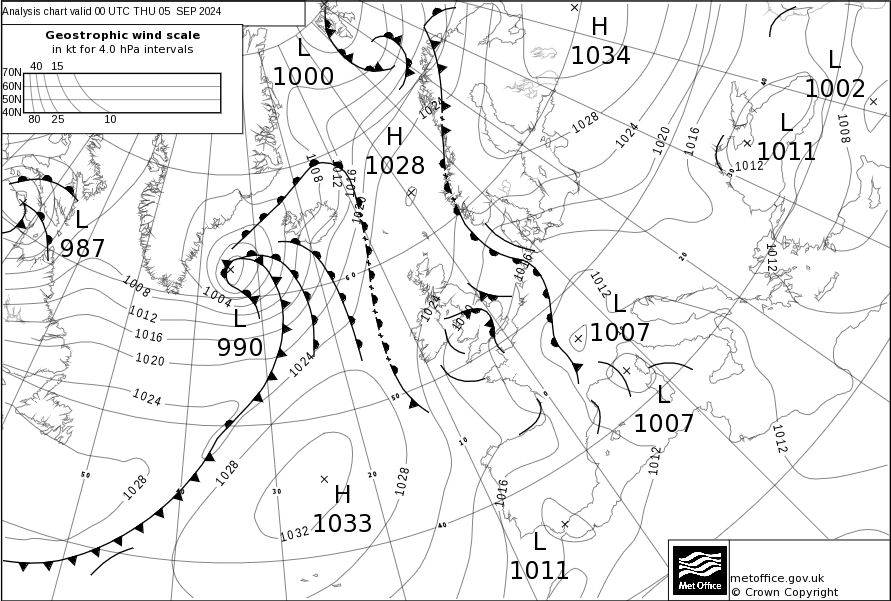 Analysis chart valid 00 UTC THU 05 SEP 2024
Geostrophic wind scale
in kt for 4.0 hPa intervals
40 15
70N
60N
50N
40N
80 25 10
L
1000
H
1034
L
1002
H
1028
L
1011
L
987
L
990
L
1007
L
1007
H
1033
L
1011
1024
1028
1024
1020
1016
1008
1012
1008
1012
1016
1012
1016
1012
1008
1004
1012
1016
1020
1024
1024
1024
1012
1028
1028
1028
1032
1016
1012
1012
40
30
20
60
50
0
10
50
30
20
40
metoffice.gov.uk
© Crown Copyright
Met Office